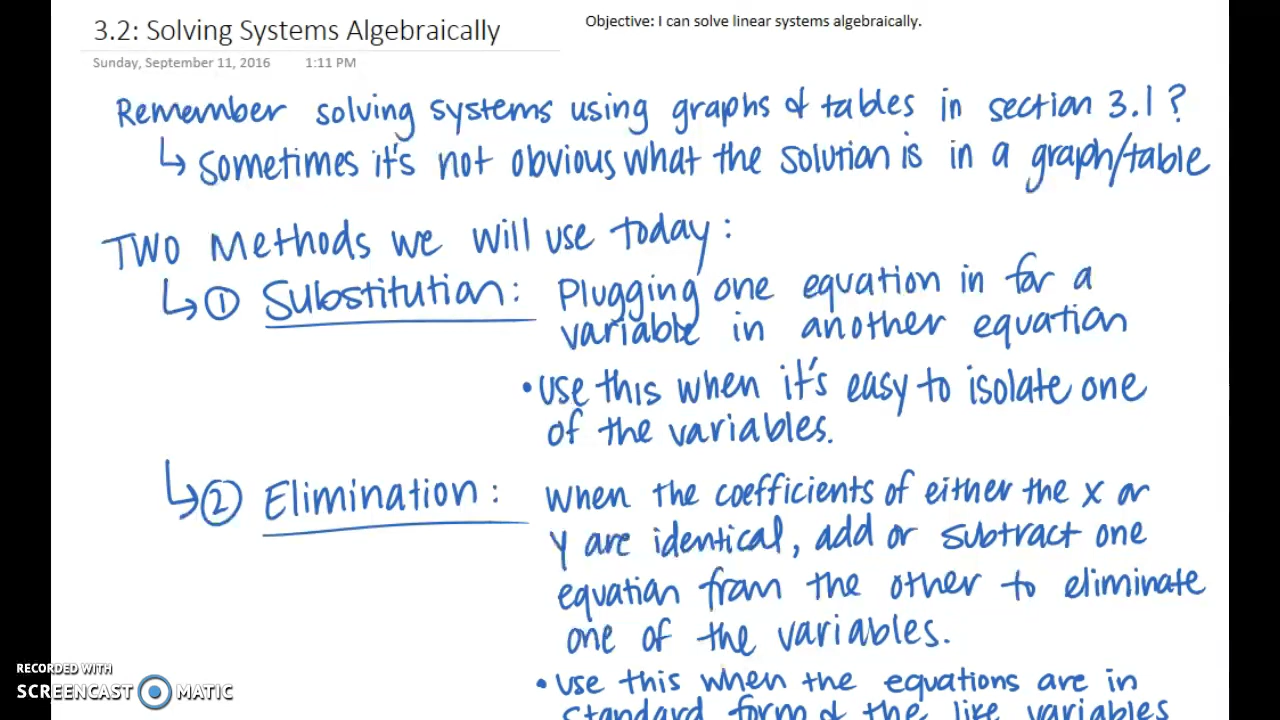 3.2: Solving Systems Algebraically
Objective: I can solve linear systems algebraically.
Sunday, September 11, 2016 1:11 PM
Remember solving systems using graphs & tables in section 3.1?
↳ Sometimes it's not obvious what the solution is in a graph/table
Two Methods we will use today:
↳ ① Substitution: Plugging one equation in for a
variable in another equation
• Use this when it's easy to isolate one
of the variables.
↳ ② Elimination: When the coefficients of either the x or
y are identical, add or subtract one
equation from the other to eliminate
one of the variables.
• Use this when the equations are in
standard form & the like variables
RECORDED WITH
SCREENCAST MATIC